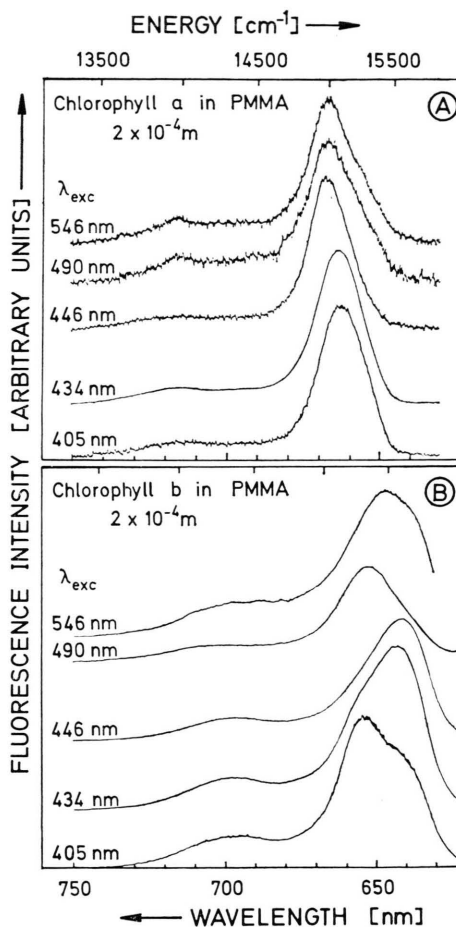 ENERGY [cm⁻¹]
13500 14000 14500 15000 15500
Chlorophyll a in PMMA
2 x 10⁻⁴m
A
λexc
546 nm
490 nm
446 nm
434 nm
405 nm
Chlorophyll b in PMMA
2 x 10⁻⁴m
B
λexc
546 nm
490 nm
446 nm
434 nm
405 nm
FLUORESCENCE INTENSITY [ARBITRARY UNITS]
750 700 650
WAVELENGTH [nm]